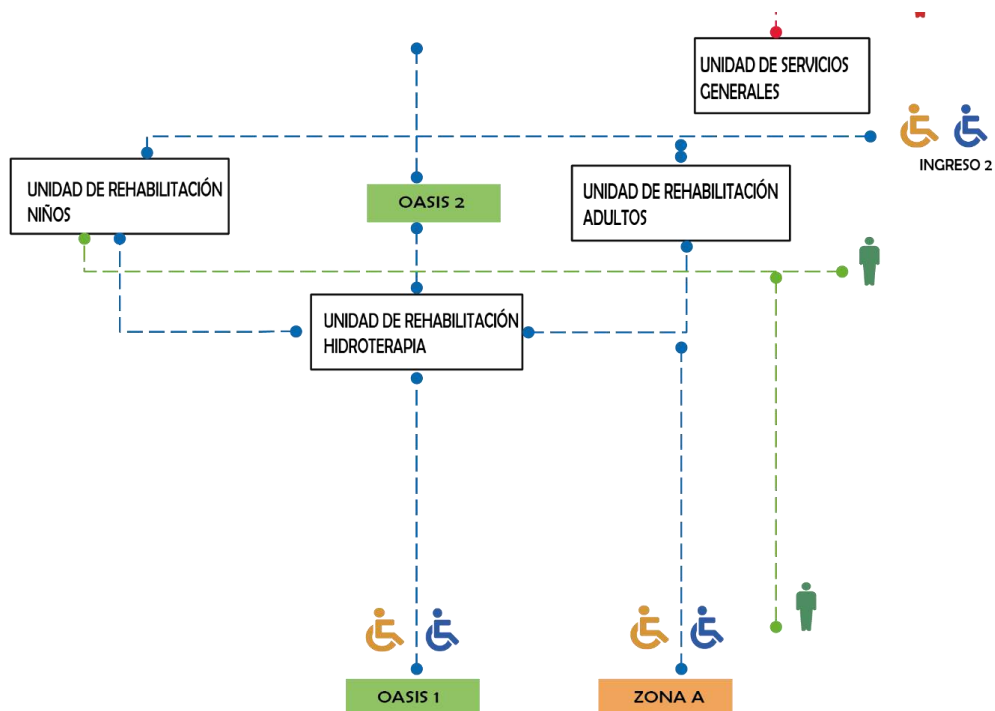 UNIDAD DE SERVICIOS
GENERALES
INGRESO 2
UNIDAD DE REHABILITACIÓN
NIÑOS
OASIS 2
UNIDAD DE REHABILITACIÓN
ADULTOS
UNIDAD DE REHABILITACIÓN
HIDROTERAPIA
OASIS 1
ZONA A